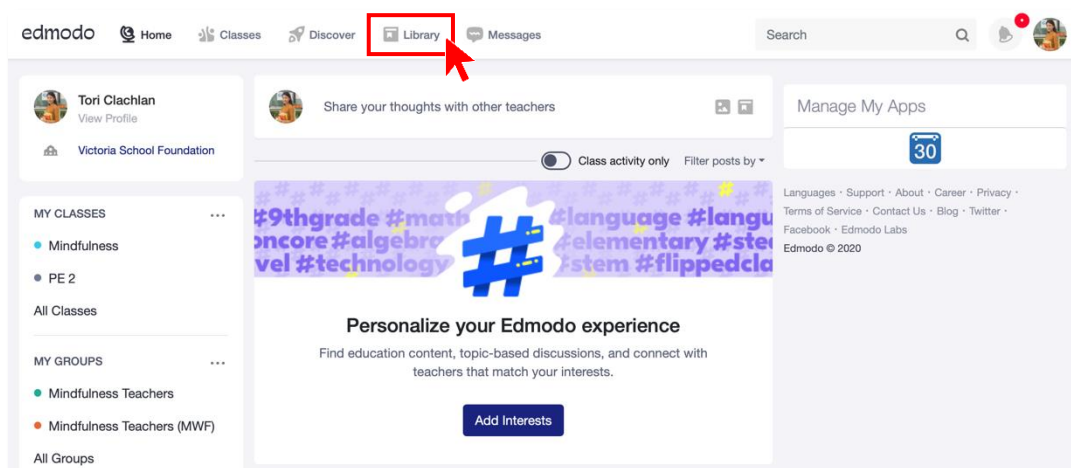 edmodo Home Classes Discover Library Messages Search
Tori Clachlan
View Profile
Victoria School Foundation
MY CLASSES ...
Mindfulness
PE 2
All Classes
MY GROUPS ...
Mindfulness Teachers
Mindfulness Teachers (MWF)
All Groups
Share your thoughts with other teachers
Class activity only Filter posts by
#9thgrade #math #language #langu
oncore #algebra #elementary #ste
vel #technology #stem #flippedcla
#
Personalize your Edmodo experience
Find education content, topic-based discussions, and connect with
teachers that match your interests.
Add Interests
Manage My Apps
30
Languages · Support · About · Career · Privacy ·
Terms of Service · Contact Us · Blog · Twitter ·
Facebook · Edmodo Labs
Edmodo © 2020